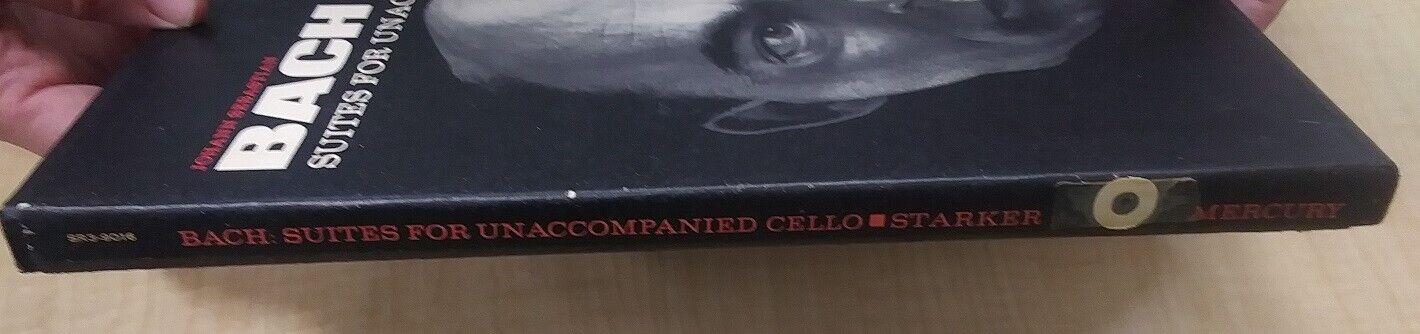 JOHANN SEBASTIAN
BACH
SUITES FOR UNAC
SR3-9016 BACH: SUITES FOR UNACCOMPANIED CELLO ■ STARKER MERCURY